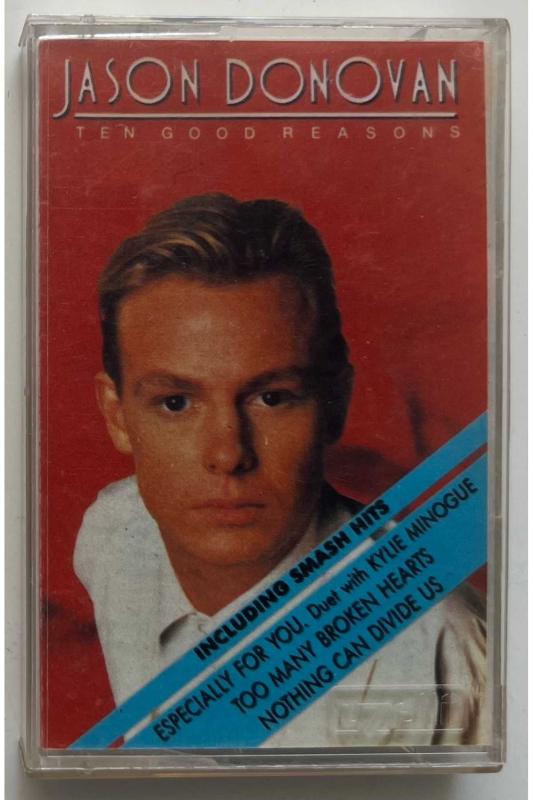 JASON DONOVAN
TEN GOOD REASONS
INCLUDING SMASH HITS
ESPECIALLY FOR YOU. Duet with KYLIE MINOGUE
TOO MANY BROKEN HEARTS
NOTHING CAN DIVIDE US